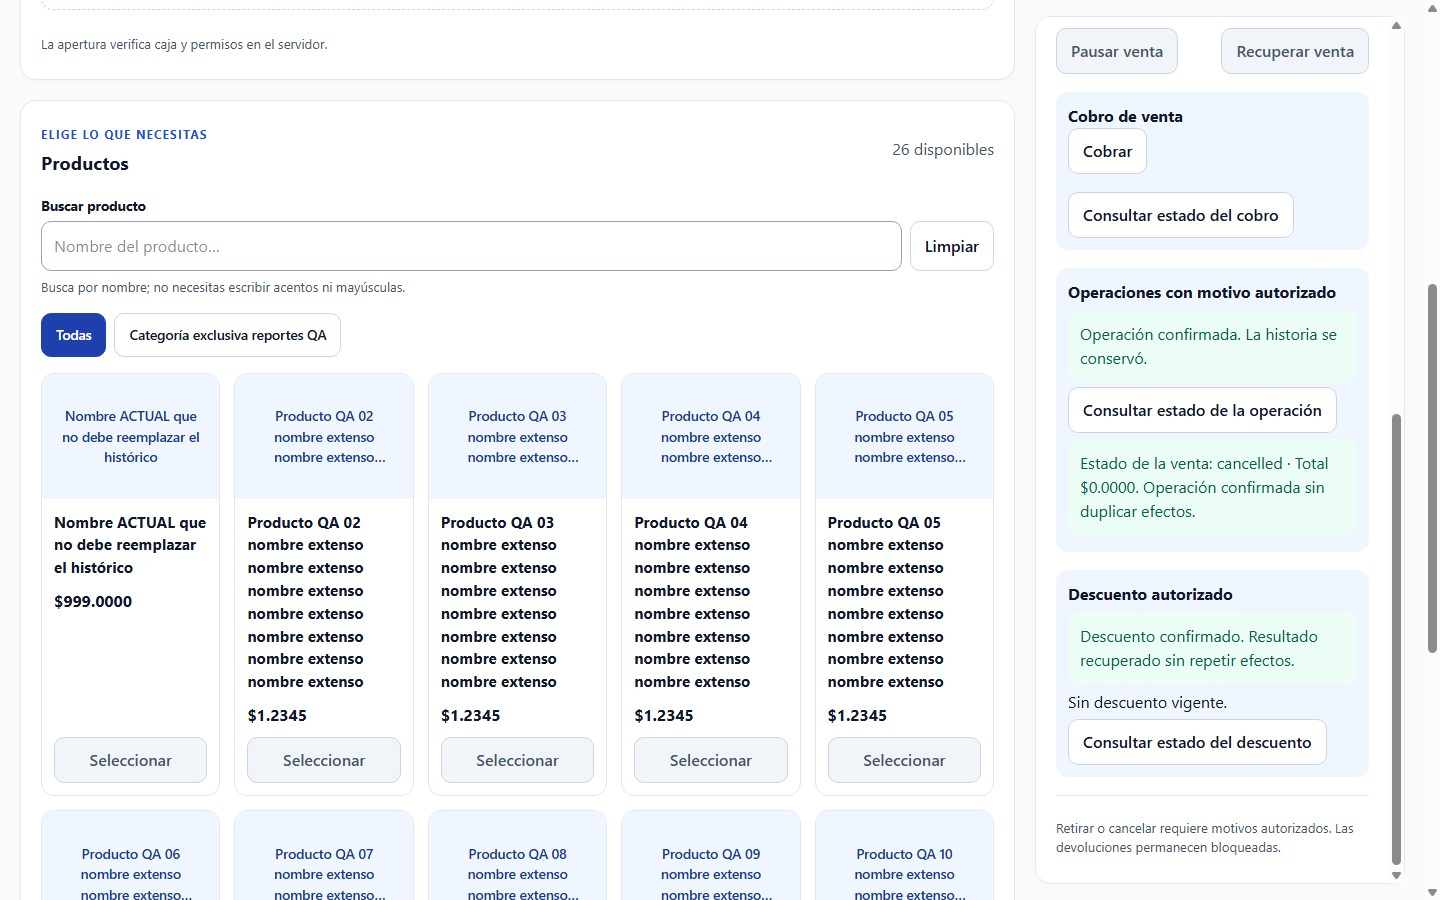 La apertura verifica caja y permisos en el servidor.
ELIGE LO QUE NECESITAS
Productos
26 disponibles
Buscar producto
Nombre del producto...
Limpiar
Busca por nombre; no necesitas escribir acentos ni mayúsculas.
Todas
Categoría exclusiva reportes QA
Nombre ACTUAL que
no debe reemplazar el
histórico
Nombre ACTUAL que
no debe reemplazar
el histórico
$999.0000
Seleccionar
Producto QA 02
nombre extenso
nombre extenso...
Producto QA 02
nombre extenso
nombre extenso
nombre extenso
nombre extenso
nombre extenso
nombre extenso
nombre extenso
$1.2345
Seleccionar
Producto QA 03
nombre extenso
nombre extenso...
Producto QA 03
nombre extenso
nombre extenso
nombre extenso
nombre extenso
nombre extenso
nombre extenso
nombre extenso
$1.2345
Seleccionar
Producto QA 04
nombre extenso
nombre extenso...
Producto QA 04
nombre extenso
nombre extenso
nombre extenso
nombre extenso
nombre extenso
nombre extenso
nombre extenso
$1.2345
Seleccionar
Producto QA 05
nombre extenso
nombre extenso...
Producto QA 05
nombre extenso
nombre extenso
nombre extenso
nombre extenso
nombre extenso
nombre extenso
nombre extenso
$1.2345
Seleccionar
Producto QA 06
nombre extenso
nombre extenso...
Producto QA 07
nombre extenso
nombre extenso...
Producto QA 08
nombre extenso
nombre extenso...
Producto QA 09
nombre extenso
nombre extenso...
Producto QA 10
nombre extenso
nombre extenso...
Pausar venta
Recuperar venta
Cobro de venta
Cobrar
Consultar estado del cobro
Operaciones con motivo autorizado
Operación confirmada. La historia se
conservó.
Consultar estado de la operación
Estado de la venta: cancelled · Total
$0.0000. Operación confirmada sin
duplicar efectos.
Descuento autorizado
Descuento confirmado. Resultado
recuperado sin repetir efectos.
Sin descuento vigente.
Consultar estado del descuento
Retirar o cancelar requiere motivos autorizados. Las
devoluciones permanecen bloqueadas.